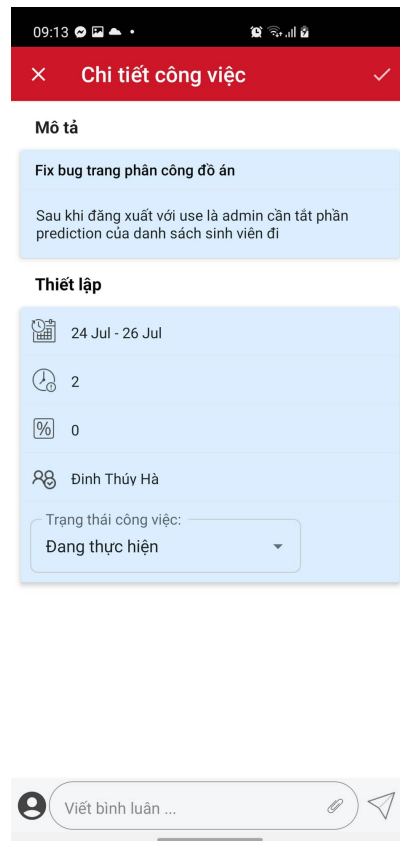 09:13
Chi tiết công việc
Mô tả
Fix bug trang phân công đồ án
Sau khi đăng xuất với use là admin cần tắt phần
prediction của danh sách sinh viên đi
Thiết lập
24 Jul - 26 Jul
2
%
0
Đinh Thúy Hà
Trạng thái công việc:
Đang thực hiện
Viết bình luân ...